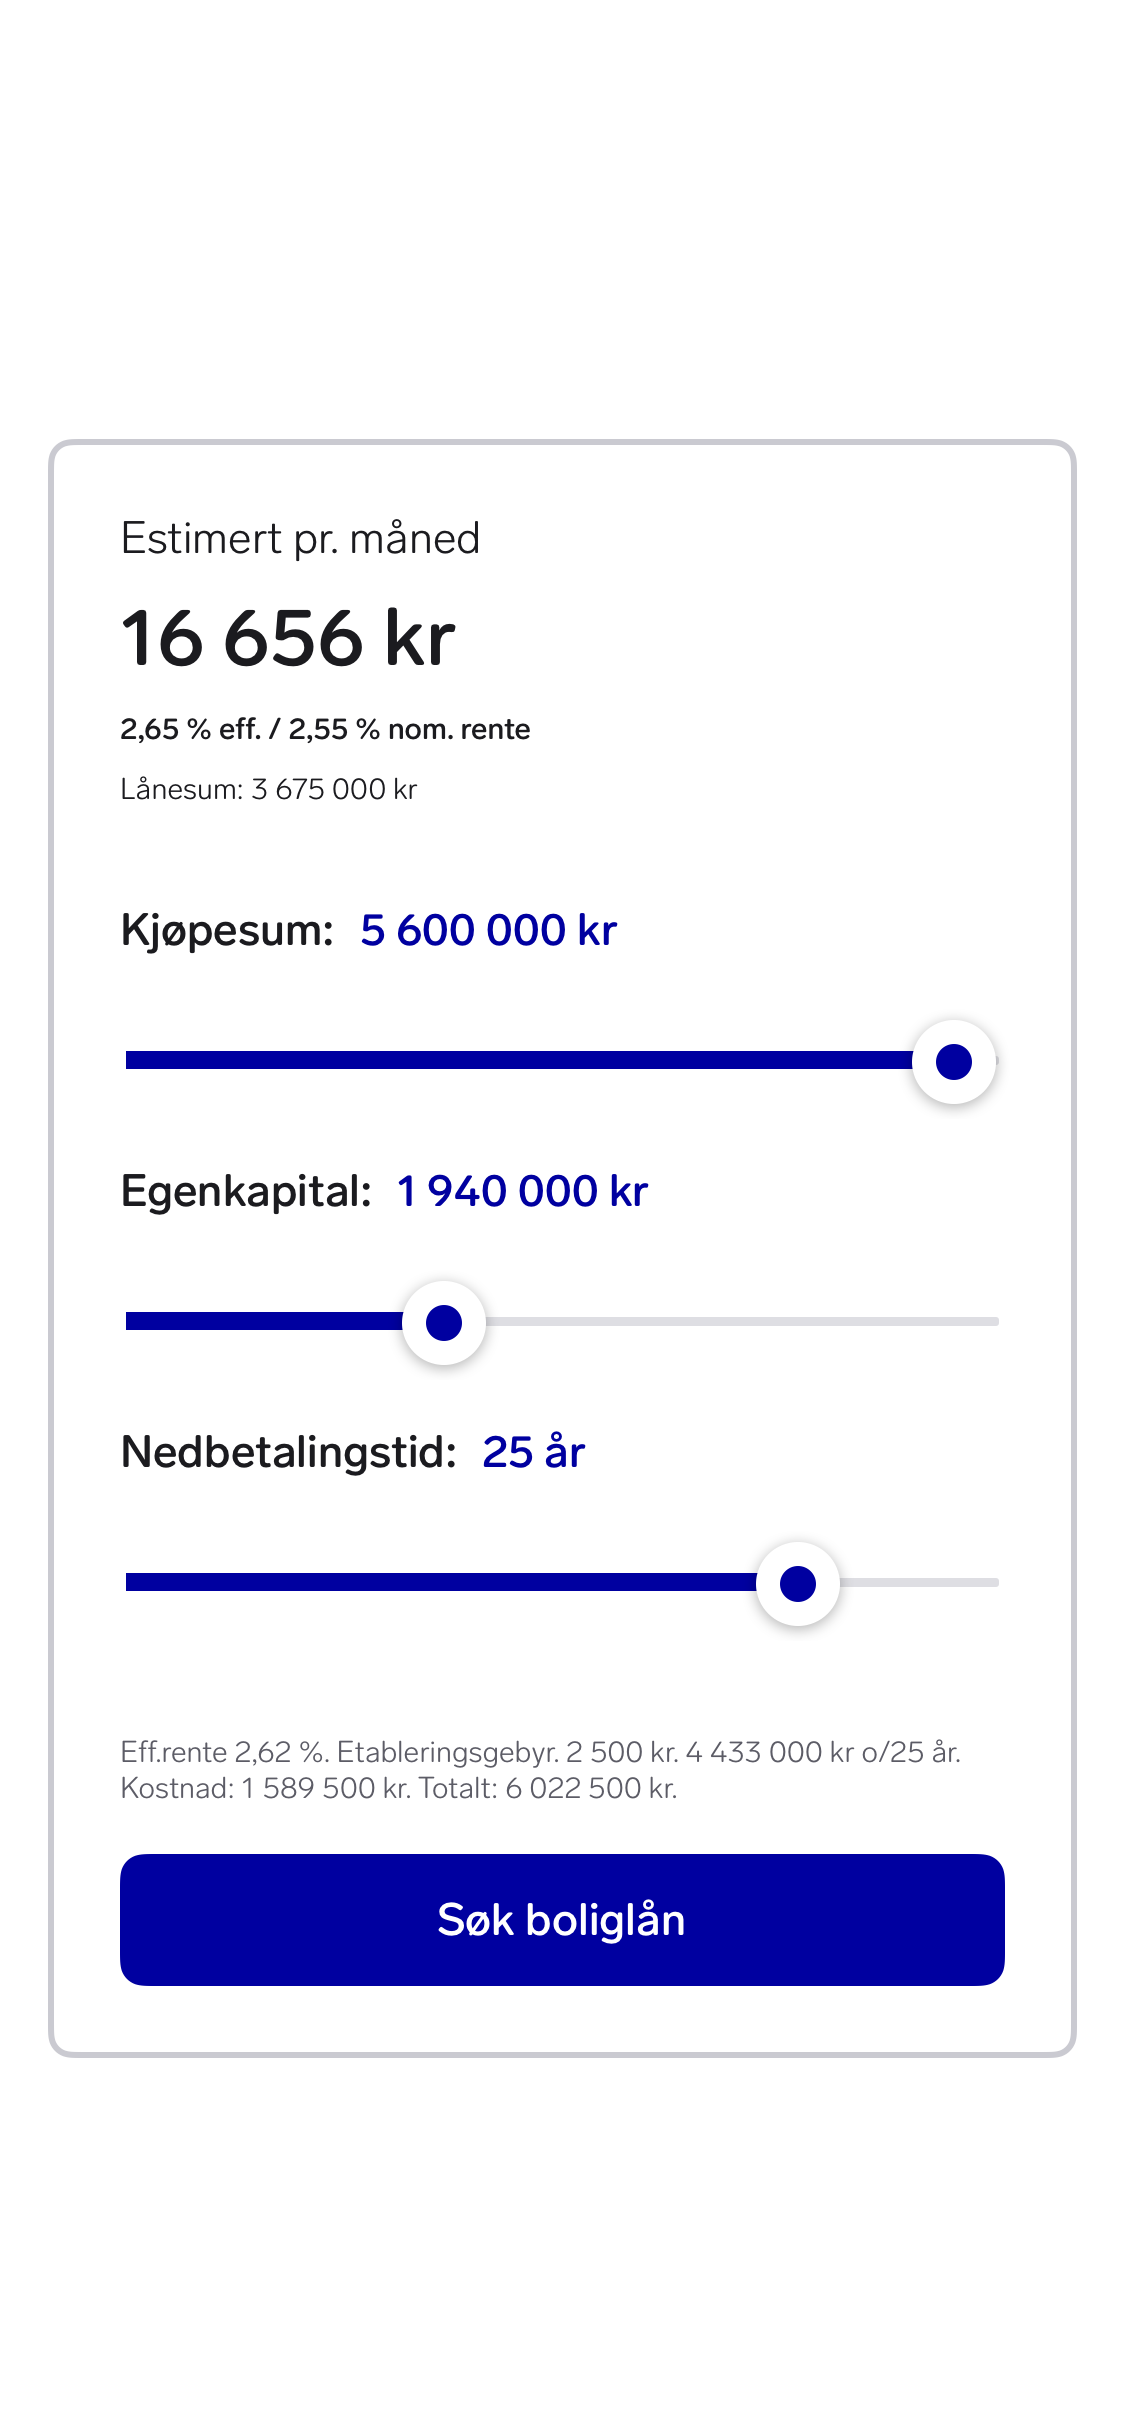 Estimert pr. måned
16 656 kr
2,65 % eff. / 2,55 % nom. rente
Lånesum: 3 675 000 kr
Kjøpesum: 5 600 000 kr
Egenkapital: 1 940 000 kr
Nedbetalingstid: 25 år
Eff.rente 2,62 %. Etableringsgebyr. 2 500 kr. 4 433 000 kr o/25 år.
Kostnad: 1 589 500 kr. Totalt: 6 022 500 kr.
Søk boliglån